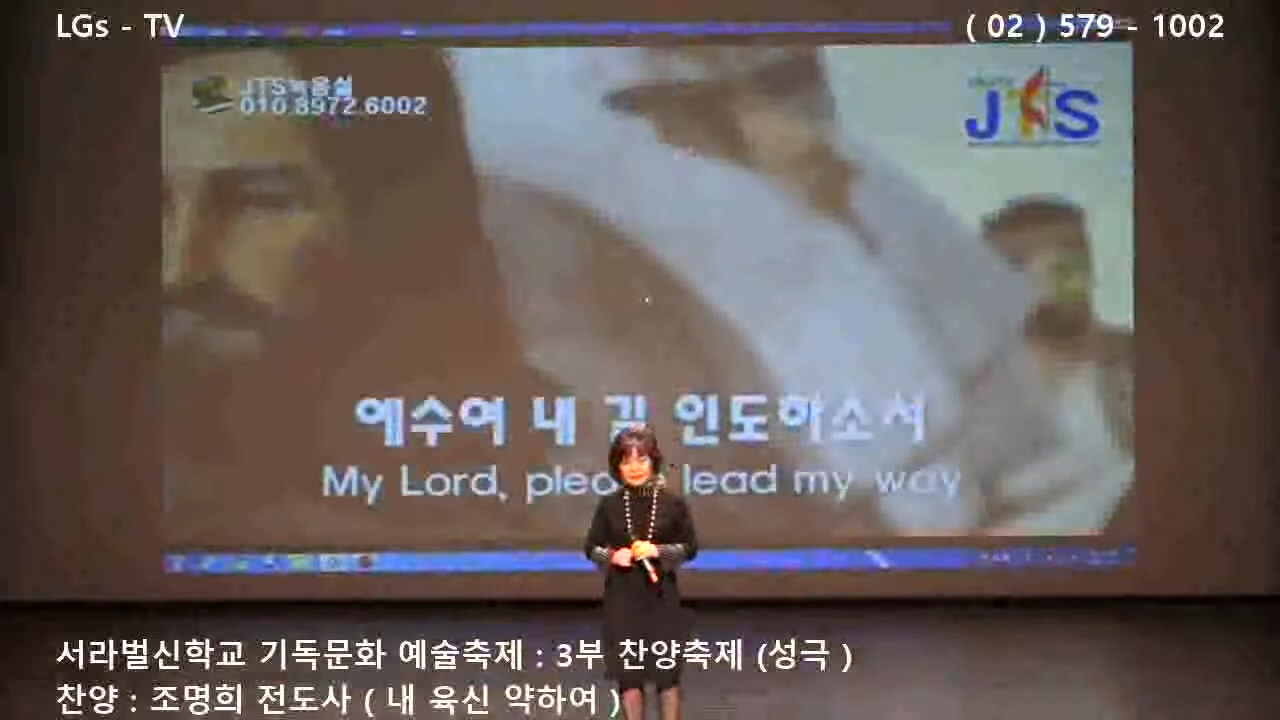 LGs - TV
( 02 ) 579 - 1002
JTS녹음실
010.8972.6002
JTS
예수여 내 길 인도하소서
My Lord, please lead my way
서라벌신학교 기독문화 예술축제 : 3부 찬양축제 (성극 )
찬양 : 조명희 전도사 ( 내 육신 약하여 )